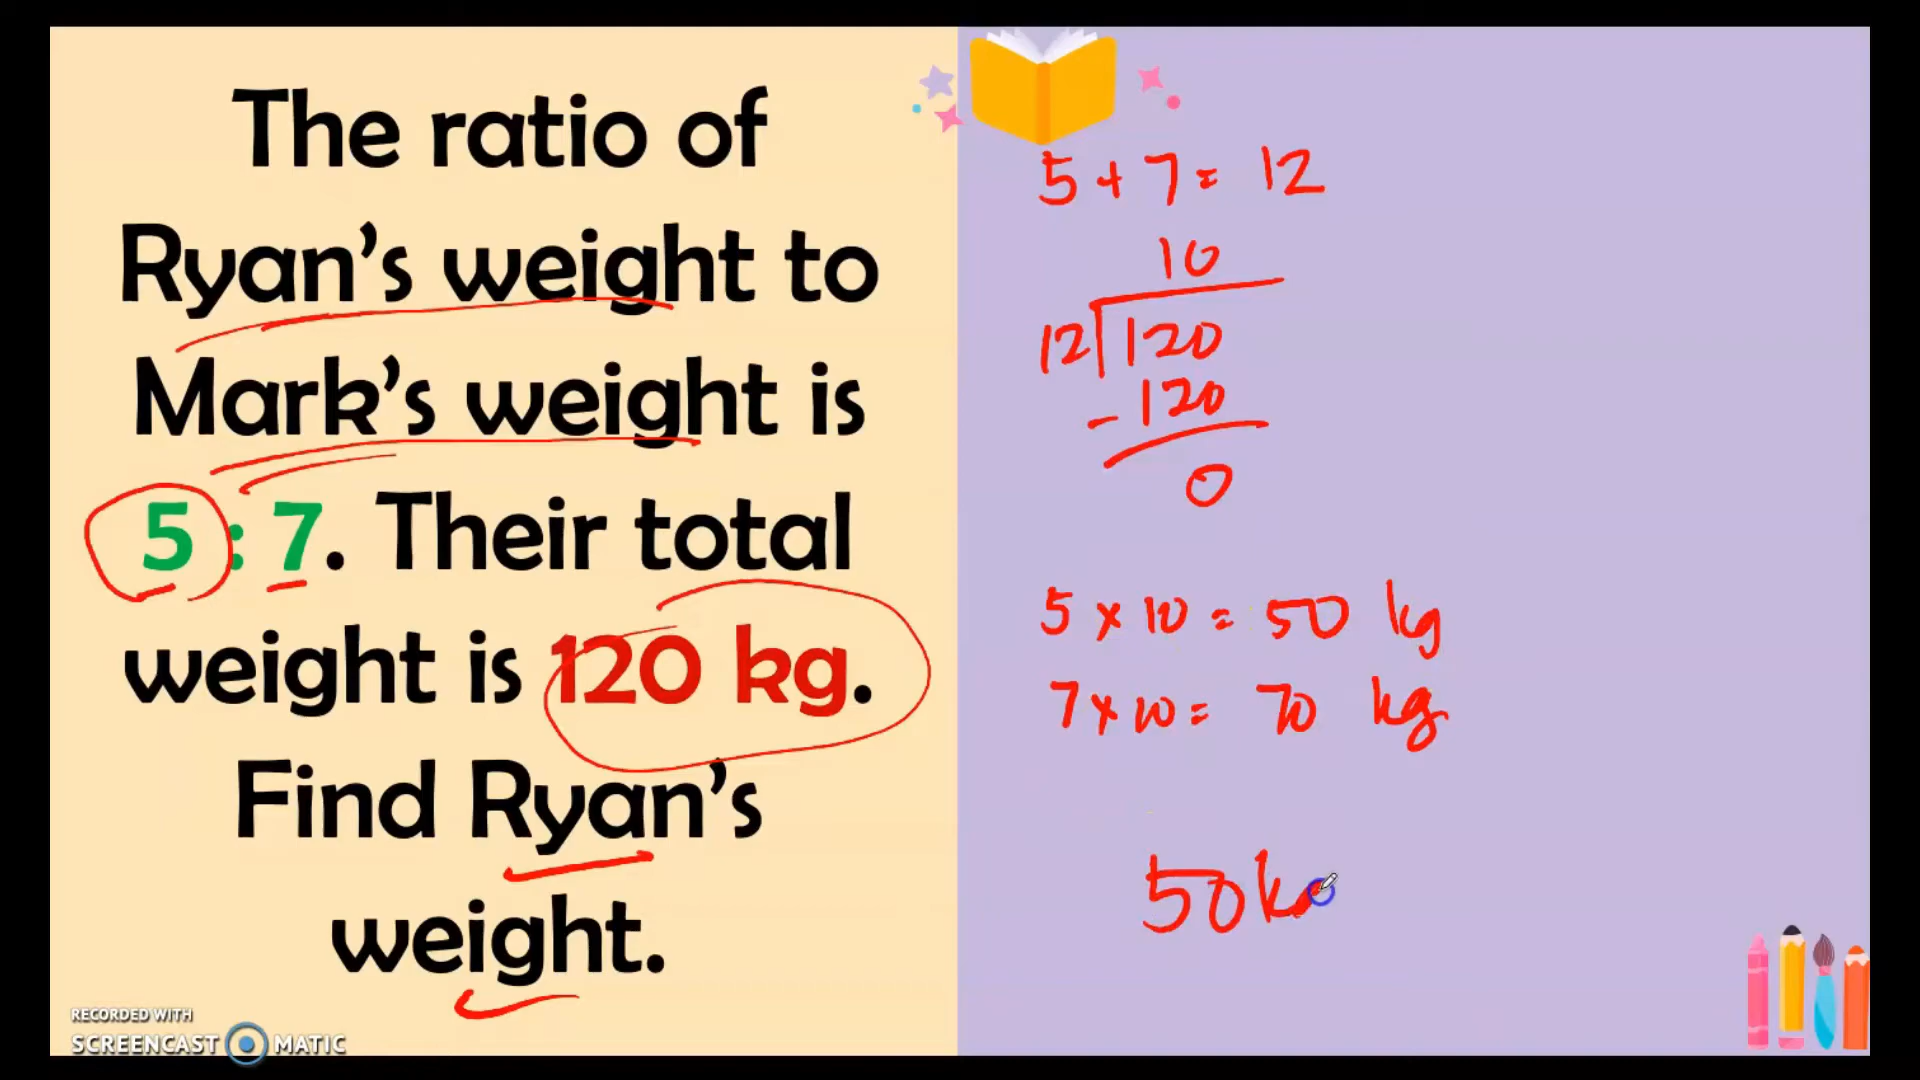 The ratio of
Ryan's weight to
Mark's weight is
5 : 7. Their total
weight is 120 kg.
Find Ryan's
weight.
RECORDED WITH
SCREENCAST MATIC
5 + 7 = 12
10
12 120
- 120
0
5 x 10 = 50 kg
7 x 10 = 70 kg
50 k